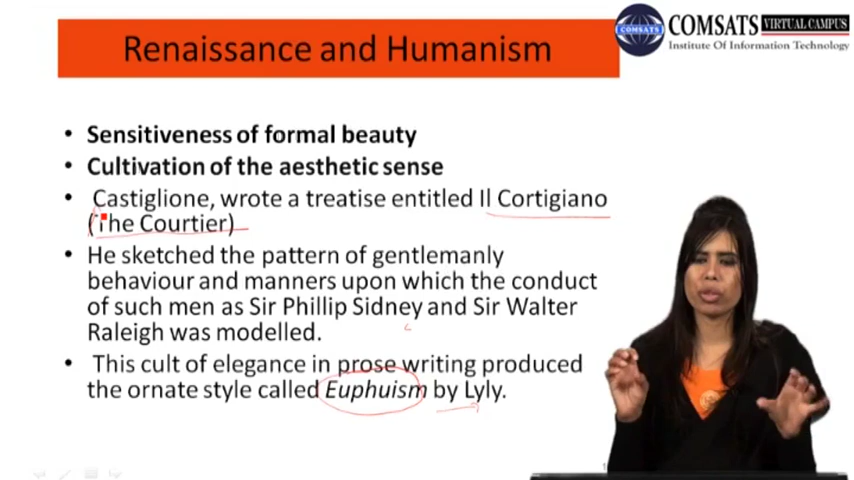 Renaissance and Humanism
COMSATS
COMSATS VIRTUAL CAMPUS
Institute Of Information Technology
• Sensitiveness of formal beauty
• Cultivation of the aesthetic sense
• Castiglione, wrote a treatise entitled Il Cortigiano
(The Courtier)
• He sketched the pattern of gentlemanly
behaviour and manners upon which the conduct
of such men as Sir Phillip Sidney and Sir Walter
Raleigh was modelled.
• This cult of elegance in prose writing produced
the ornate style called Euphuism by Lyly.